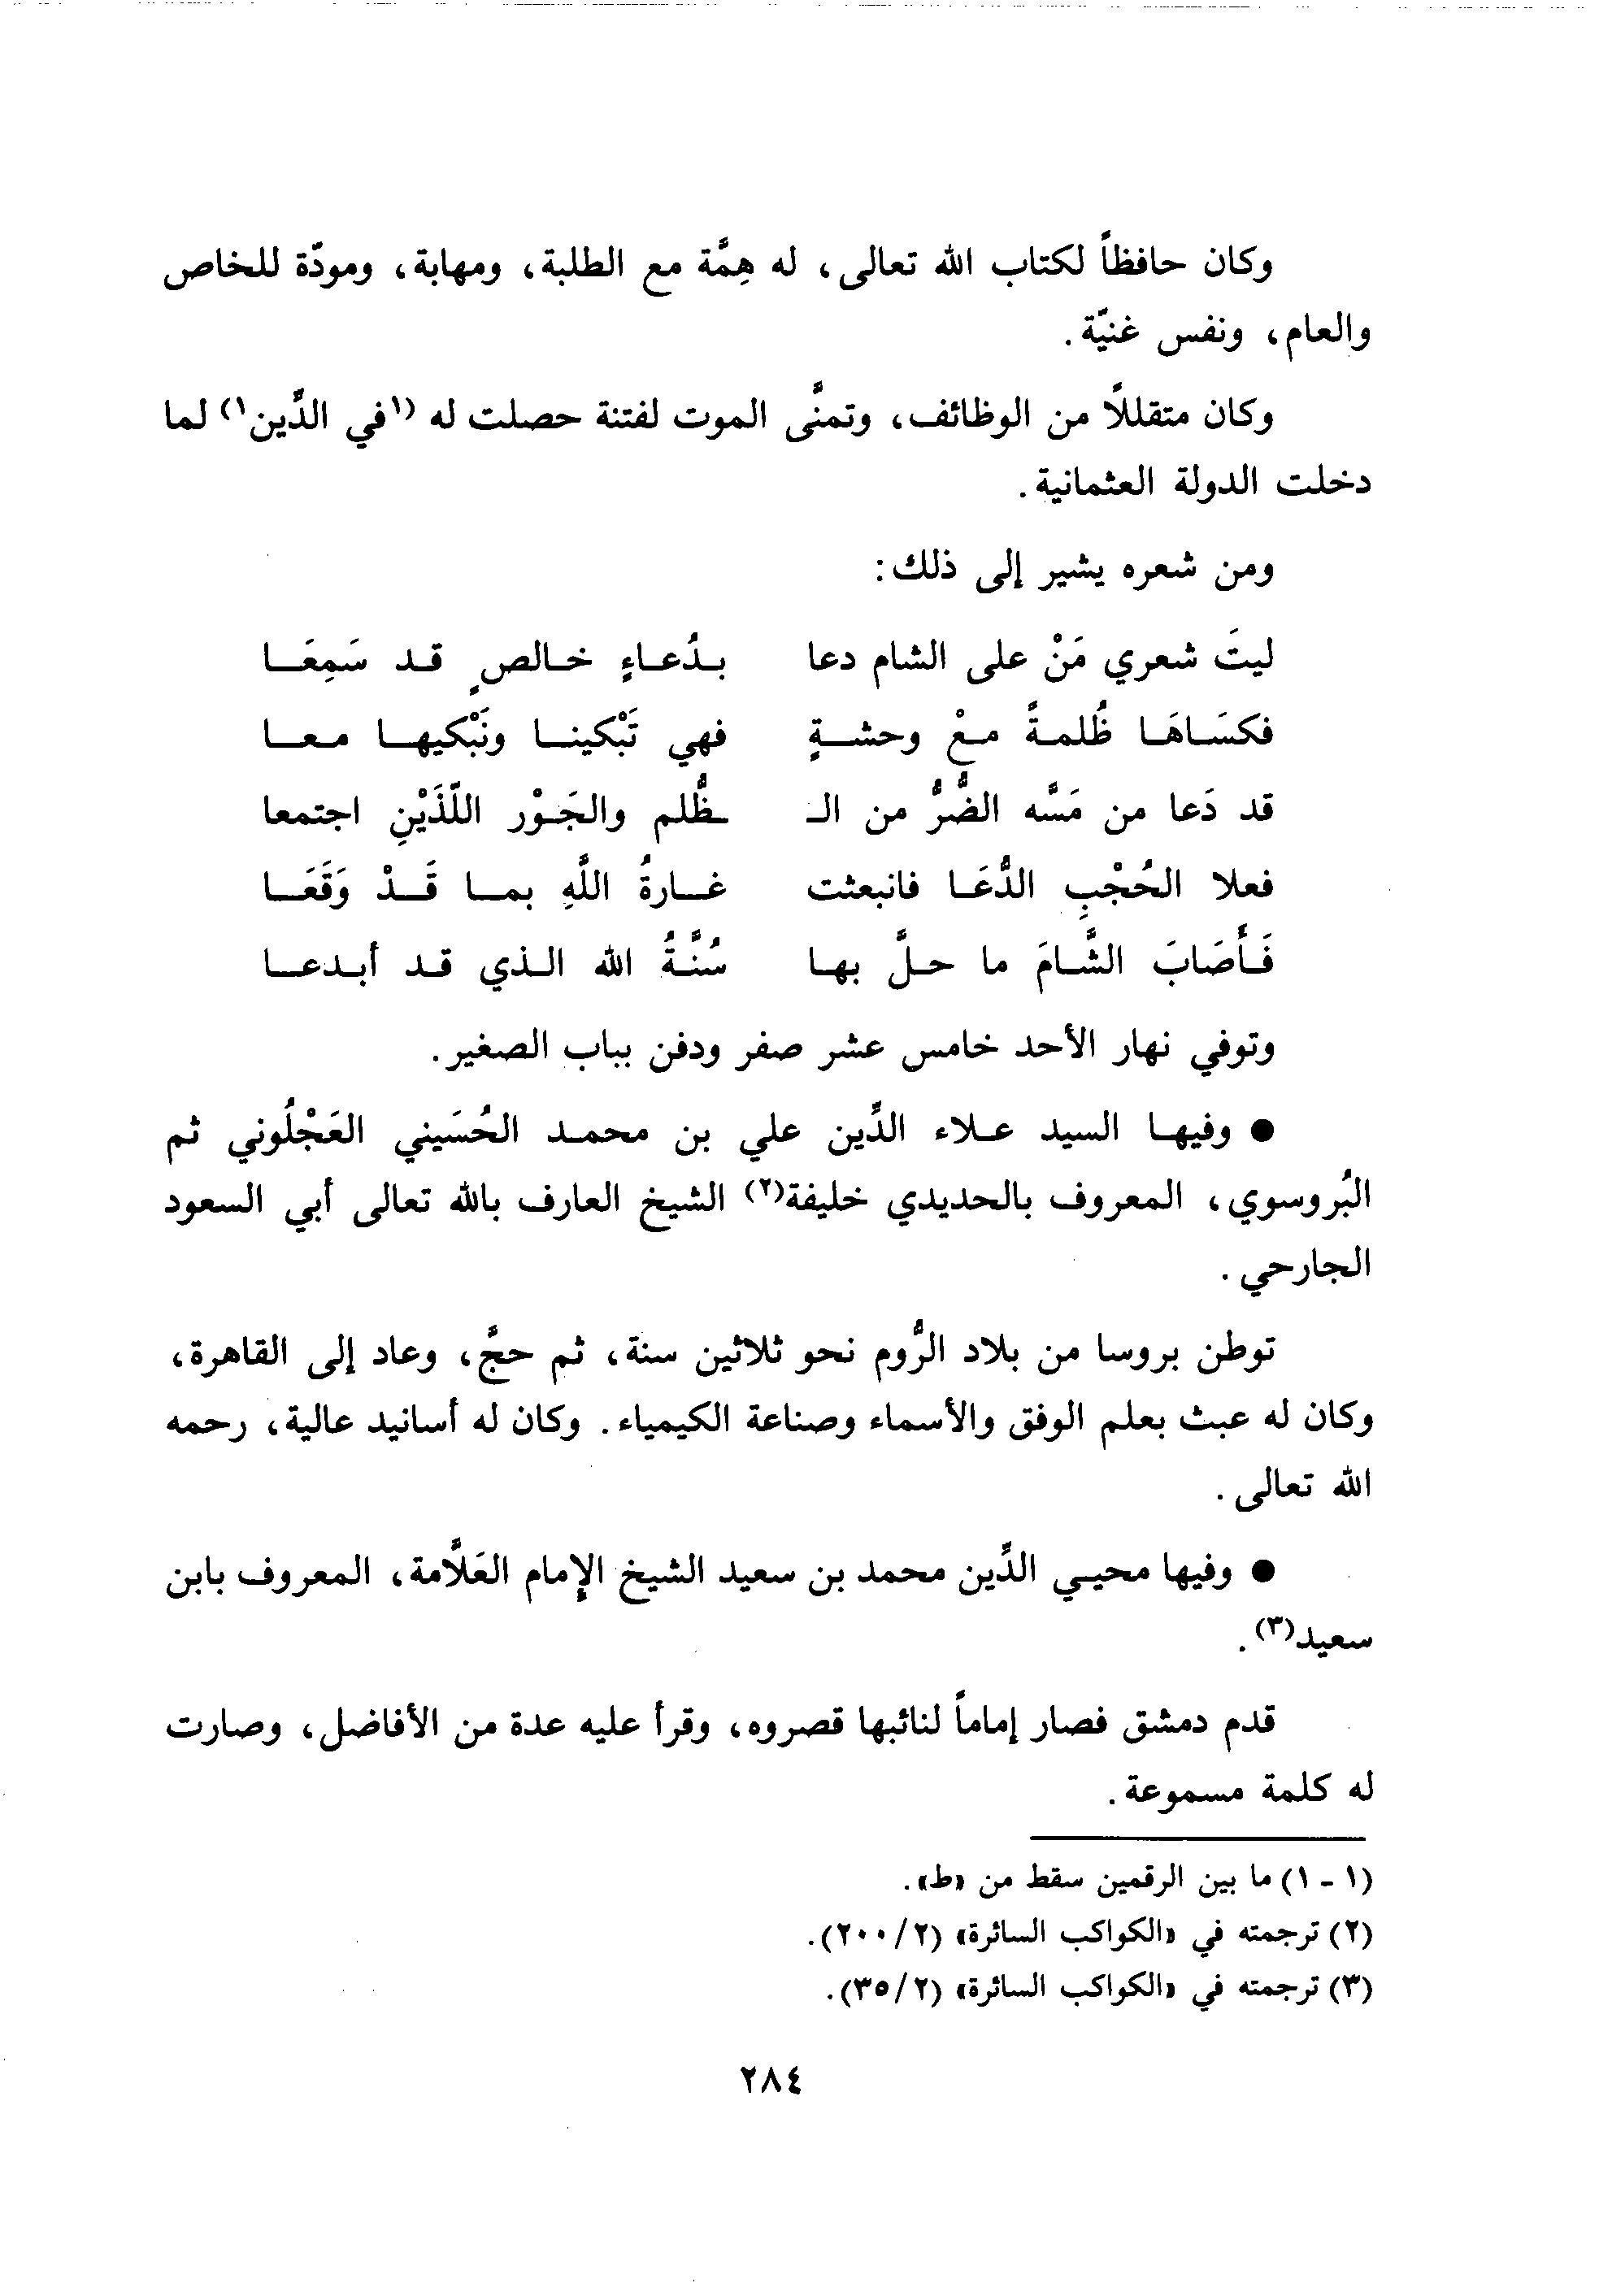 وكان حافظاً لكتاب الله تعالى، له هِمَّة مع الطلبة، ومهابة، ومودّة للخاص
والعام، ونفس غنيّة.
وكان متقللًا من الوظائف، وتمنَّى الموت لفتنة حصلت له (١في الدِّين١) لما
دخلت الدولة العثمانية.
ومن شعره يشير إلى ذلك:
ليتَ شعري مَنْ على الشام دعا بدُعاءٍ خالصٍ قد سَمِعَا
فكسَاهَا ظُلمةً معْ وحشةٍ فهي تَبْكينا ونَبْكيها معا
قد دَعا من مَسَّه الضُّرُّ من الـ ـظُّلم والجَوْر اللّذَيْنِ اجتمعا
فعلا الحُجْبِ الدُّعَا فانبعثت غارةُ اللَّهِ بما قَدْ وَقَعَا
فَأَصَابَ الشَّامَ ما حلَّ بها سُنَّةُ الله الذي قد أبدعا
وتوفي نهار الأحد خامس عشر صفر ودفن بباب الصغير.
● وفيها السيد علاء الدِّين علي بن محمد الحُسَيني العَجْلُوني ثم
البُروسوي، المعروف بالحديدي خليفة(٢) الشيخ العارف بالله تعالى أبي السعود
الجارحي.
توطن بروسا من بلاد الرُّوم نحو ثلاثين سنة، ثم حجَّ، وعاد إلى القاهرة،
وكان له عبث بعلم الوفق والأسماء وصناعة الكيمياء. وكان له أسانيد عالية، رحمه
الله تعالى.
● وفيها محيـي الدِّين محمد بن سعيد الشيخ الإمام العَلاَّمة، المعروف بابن
سعيد(٣).
قدم دمشق فصار إماماً لنائبها قصروه، وقرأ عليه عدة من الأفاضل، وصارت
له كلمة مسموعة.
(١ - ١) ما بين الرقمين سقط من «ط».
(٢) ترجمته في «الكواكب السائرة» (٢/٢٠٠).
(٣) ترجمته في «الكواكب السائرة» (٢/٣٥).
٢٨٤